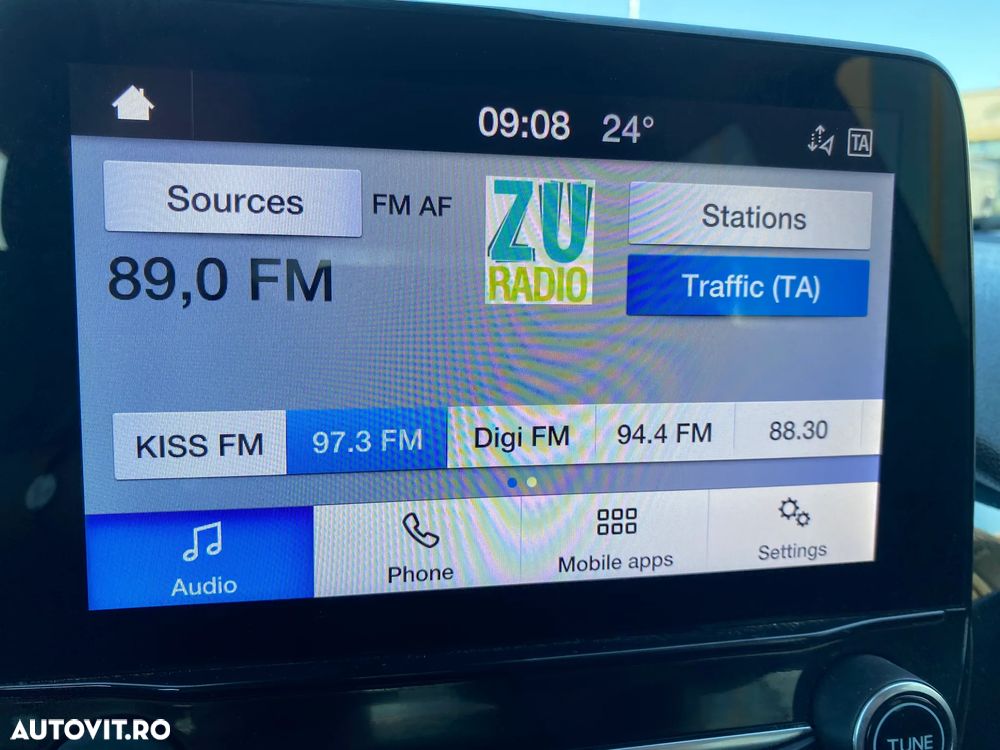 09:08 24°
TA
Sources
FM AF
ZU
RADIO
Stations
89,0 FM
Traffic (TA)
KISS FM
97.3 FM
Digi FM
94.4 FM
88.30
Audio
Phone
Mobile apps
Settings
AUTOVIT.RO
TUNE